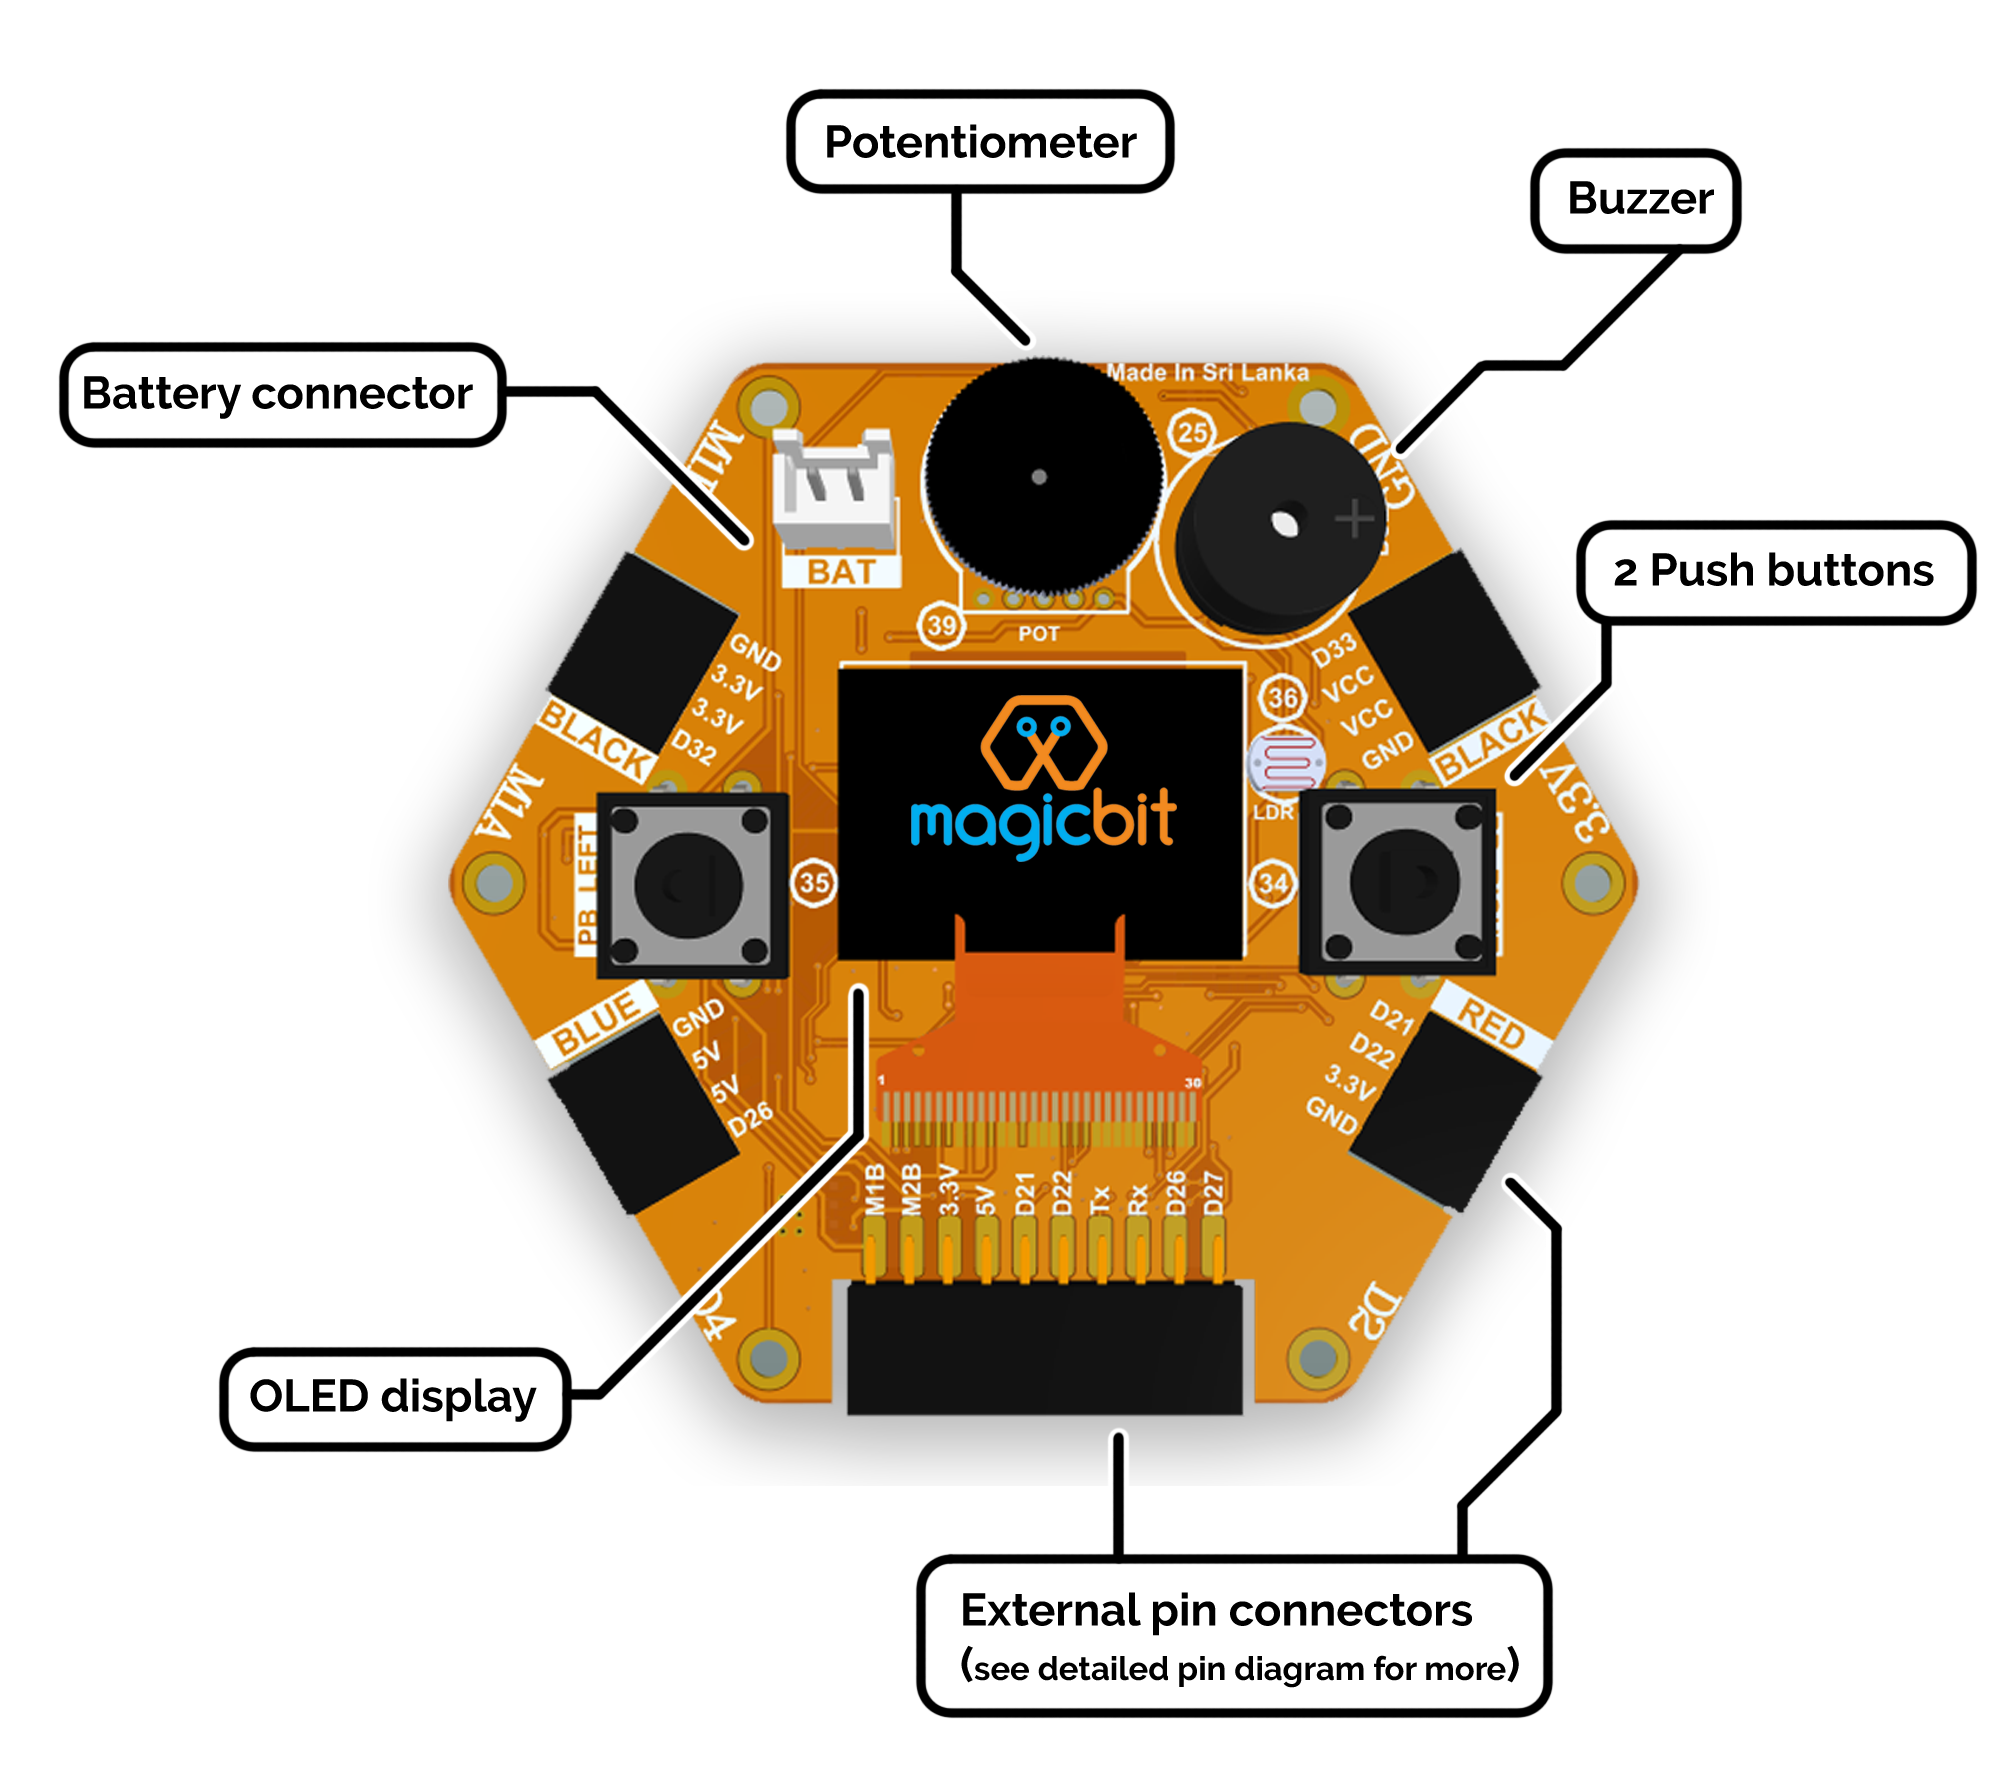 Potentiometer
Buzzer
Battery connector
2 Push buttons
OLED display
External pin connectors
(see detailed pin diagram for more)
Made In Sri Lanka
25
GND
BAT
39
POT
GND
3.3V
3.3V
D32
BLACK
M1A
D33
VCC
VCC
GND
BLACK
3.3V
36
LDR
magicbit
PB LEFT
35
34
BLUE
GND
5V
5V
D26
RED
D21
D22
3.3V
GND
1
30
M1B
M2B
3.3V
5V
D21
D22
Tx
Rx
D26
D27
D2